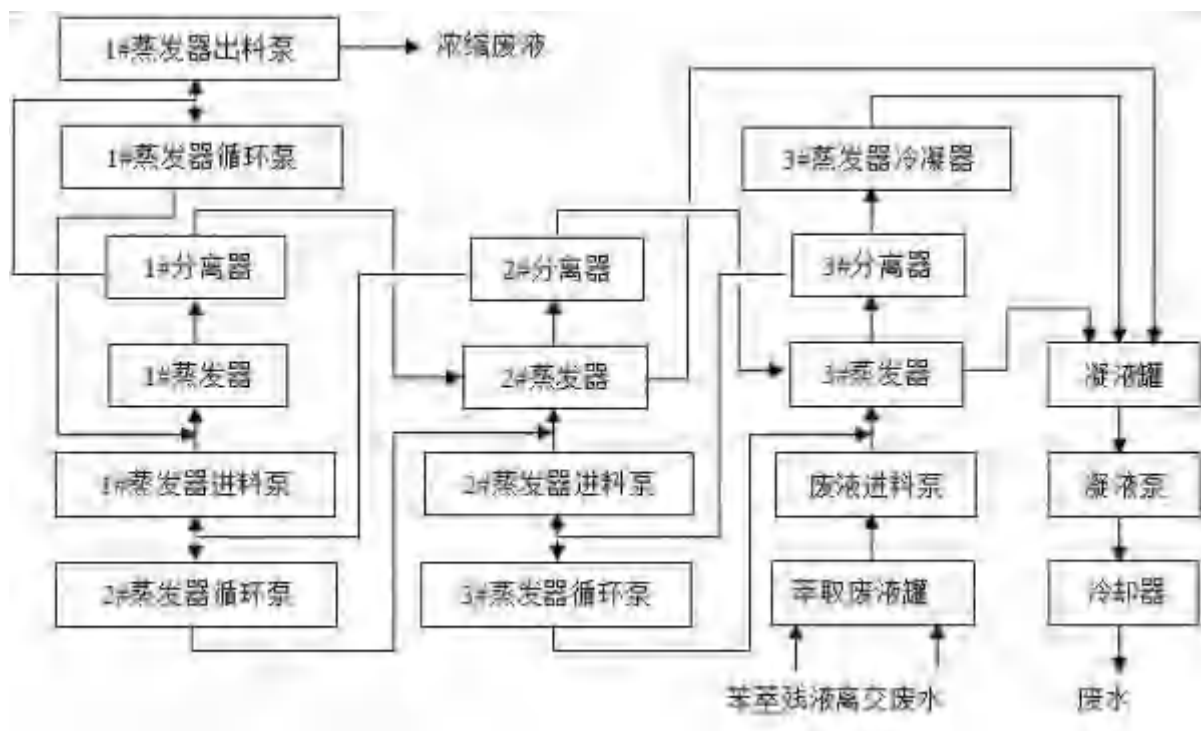 1#蒸发器出料泵
浓缩废液
1#蒸发器循环泵
3#蒸发器冷凝器
1#分离器
2#分离器
3#分离器
1#蒸发器
2#蒸发器
3#蒸发器
凝液罐
1#蒸发器进料泵
2#蒸发器进料泵
废液进料泵
凝液泵
2#蒸发器循环泵
3#蒸发器循环泵
萃取废液罐
冷却器
苯萃残液离交废水
废水